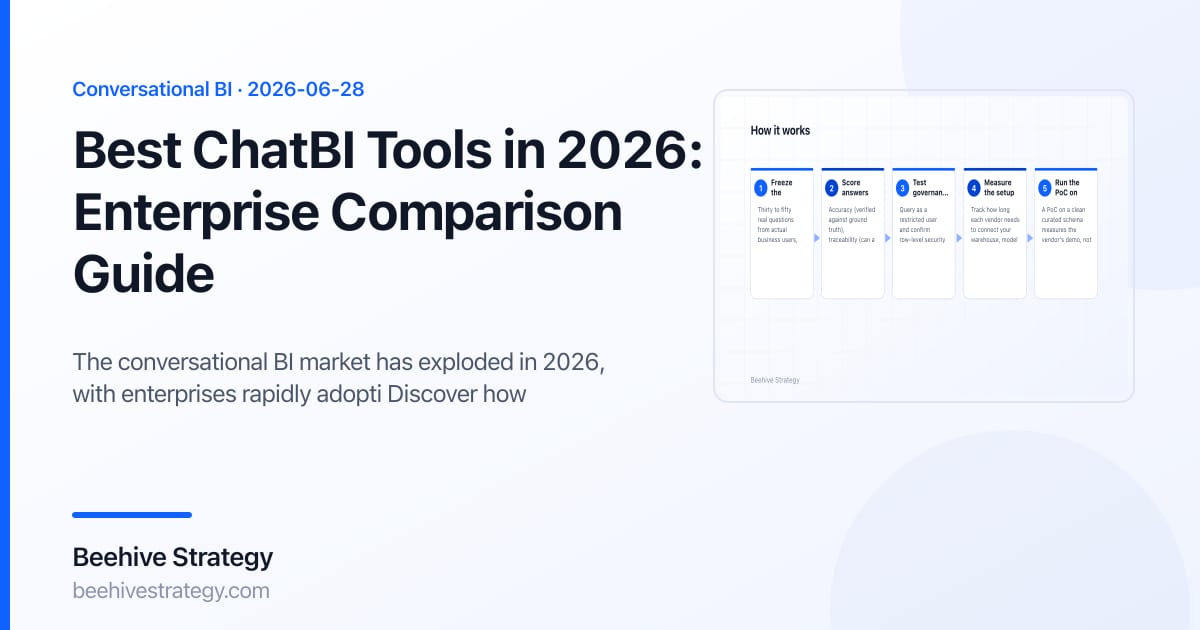 Conversational BI · 2026-06-28
Best ChatBI Tools in 2026:
Enterprise Comparison
Guide
The conversational BI market has exploded in 2026,
with enterprises rapidly adopti Discover how
Beehive Strategy
beehivestrategy.com
How it works
1
Freeze
the
Thirty to fifty
real questions
from actual
business users,
2
Score
answers
Accuracy (verified
against ground
truth),
traceability (can a
3
Test
governan...
Query as a
restricted user
and confirm
row-level security
4
Measure
the setup
Track how long
each vendor needs
to connect your
warehouse, model
5
Run the
PoC on
A PoC on a clean
curated schema
measures the
vendor's demo, not
Beehive Strategy